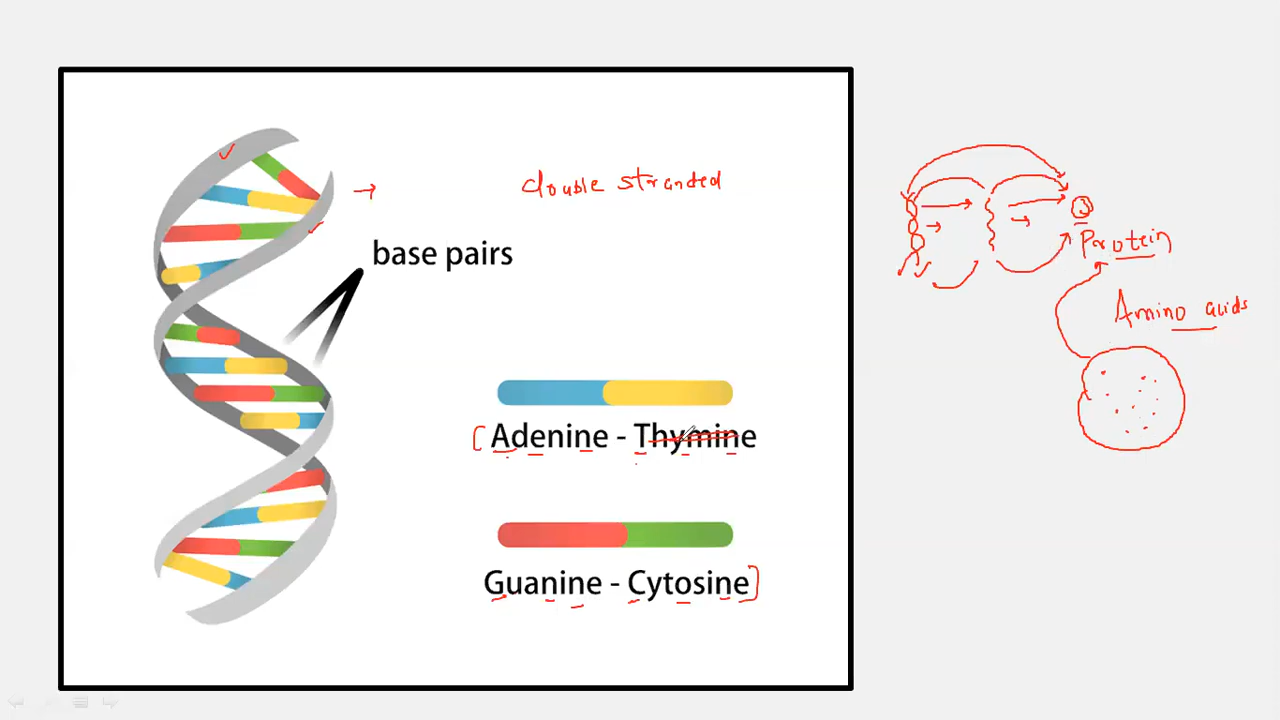 double stranded
base pairs
Protein
Amino acids
Adenine - Thymine
Guanine - Cytosine